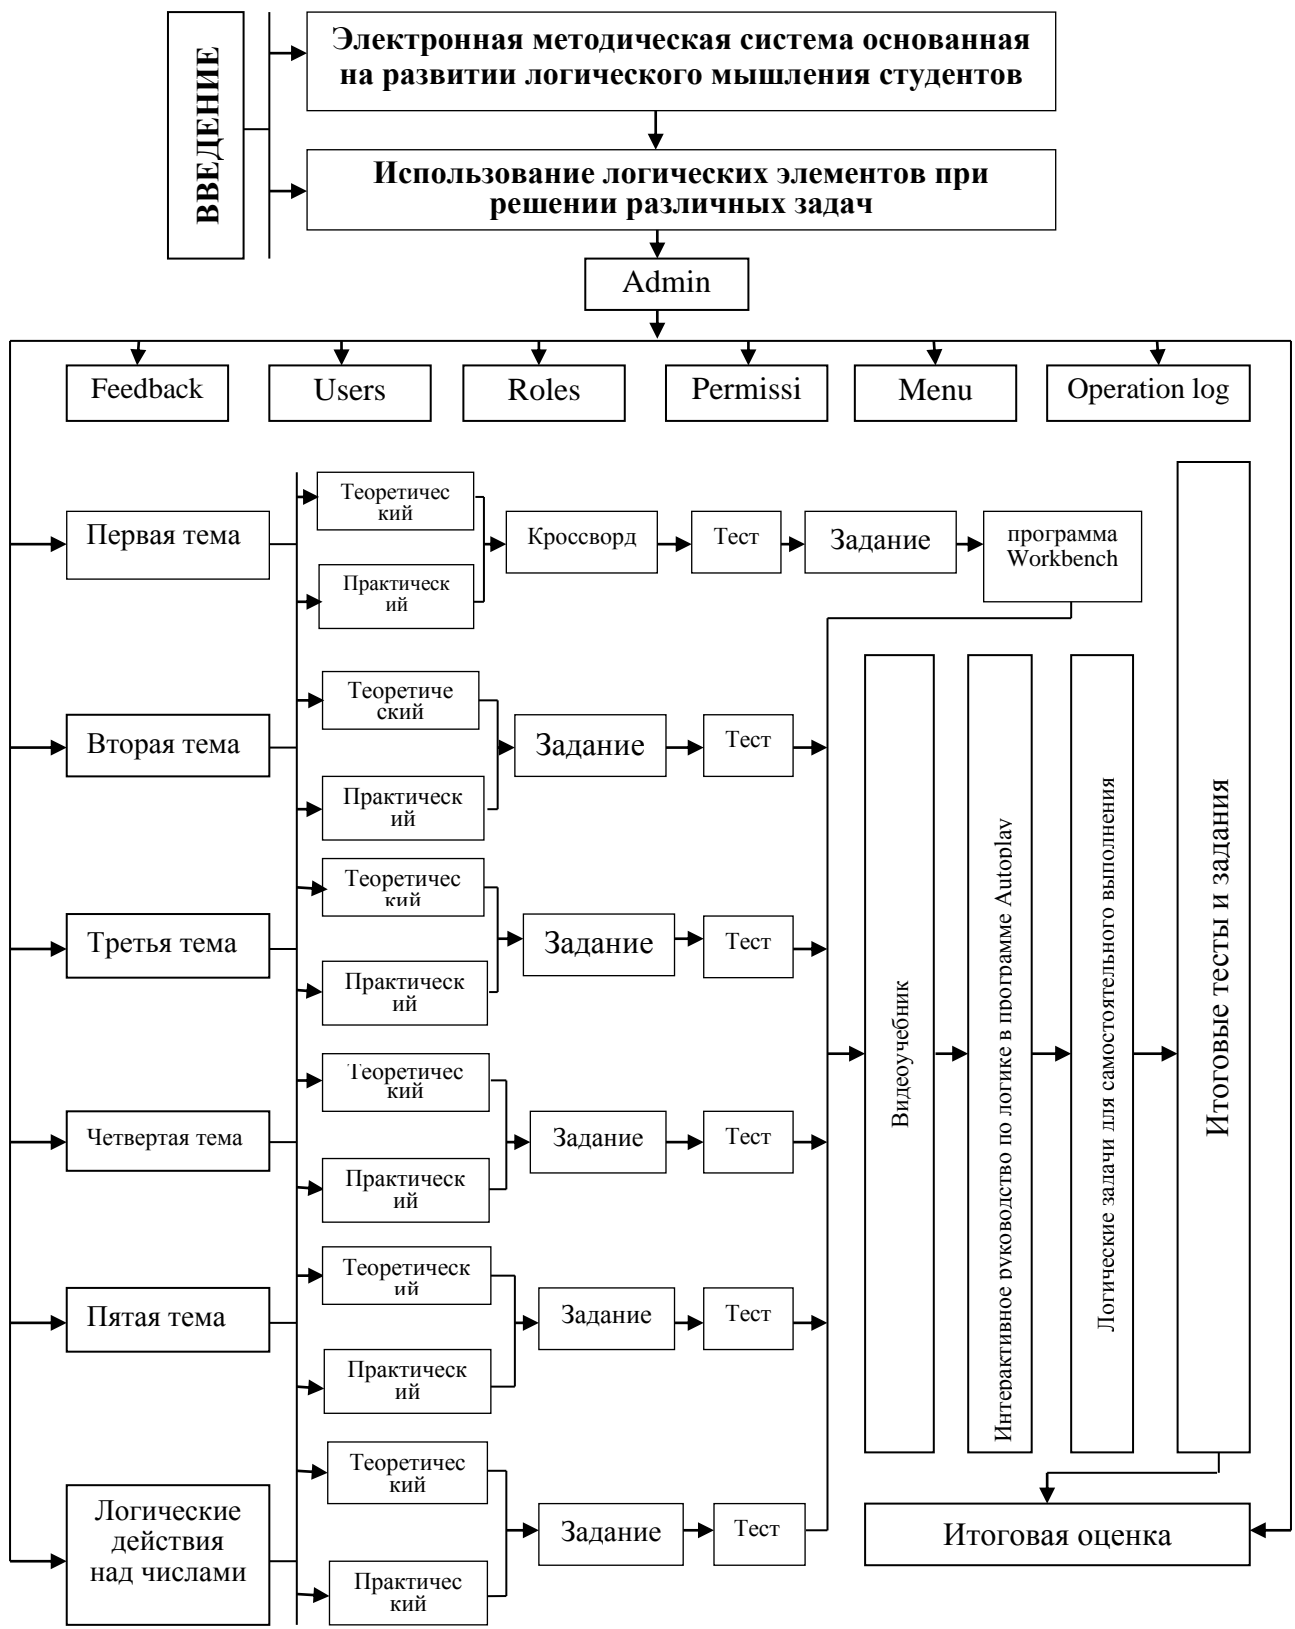 ВВЕДЕНИЕ
Электронная методическая система основанная
на развитии логического мышления студентов
Использование логических элементов при
решении различных задач
Admin
Feedback
Users
Roles
Permissi
Menu
Operation log
Первая тема
Теоретичес
кий
Практическ
ий
Кроссворд
Тест
Задание
программа
Workbench
Вторая тема
Теоретиче
ский
Практическ
ий
Задание
Тест
Третья тема
Теоретичес
кий
Практическ
ий
Задание
Тест
Четвертая тема
Теоретичес
кий
Практическ
ий
Задание
Тест
Пятая тема
Теоретическ
ий
Практическ
ий
Задание
Тест
Логические
действия
над числами
Теоретичес
кий
Практичес
кий
Задание
Тест
Видеоучебник
Интерактивное руководство по логике в программе Autoplay
Логические задачи для самостоятельного выполнения
Итоговые тесты и задания
Итоговая оценка